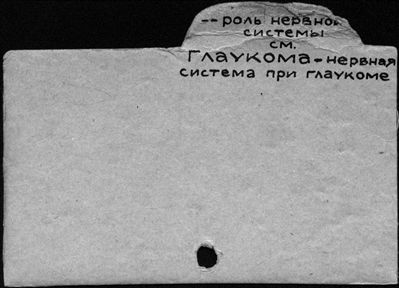 -- роль нервной
системы
см.
Глаукома - нервная
система при глаукоме